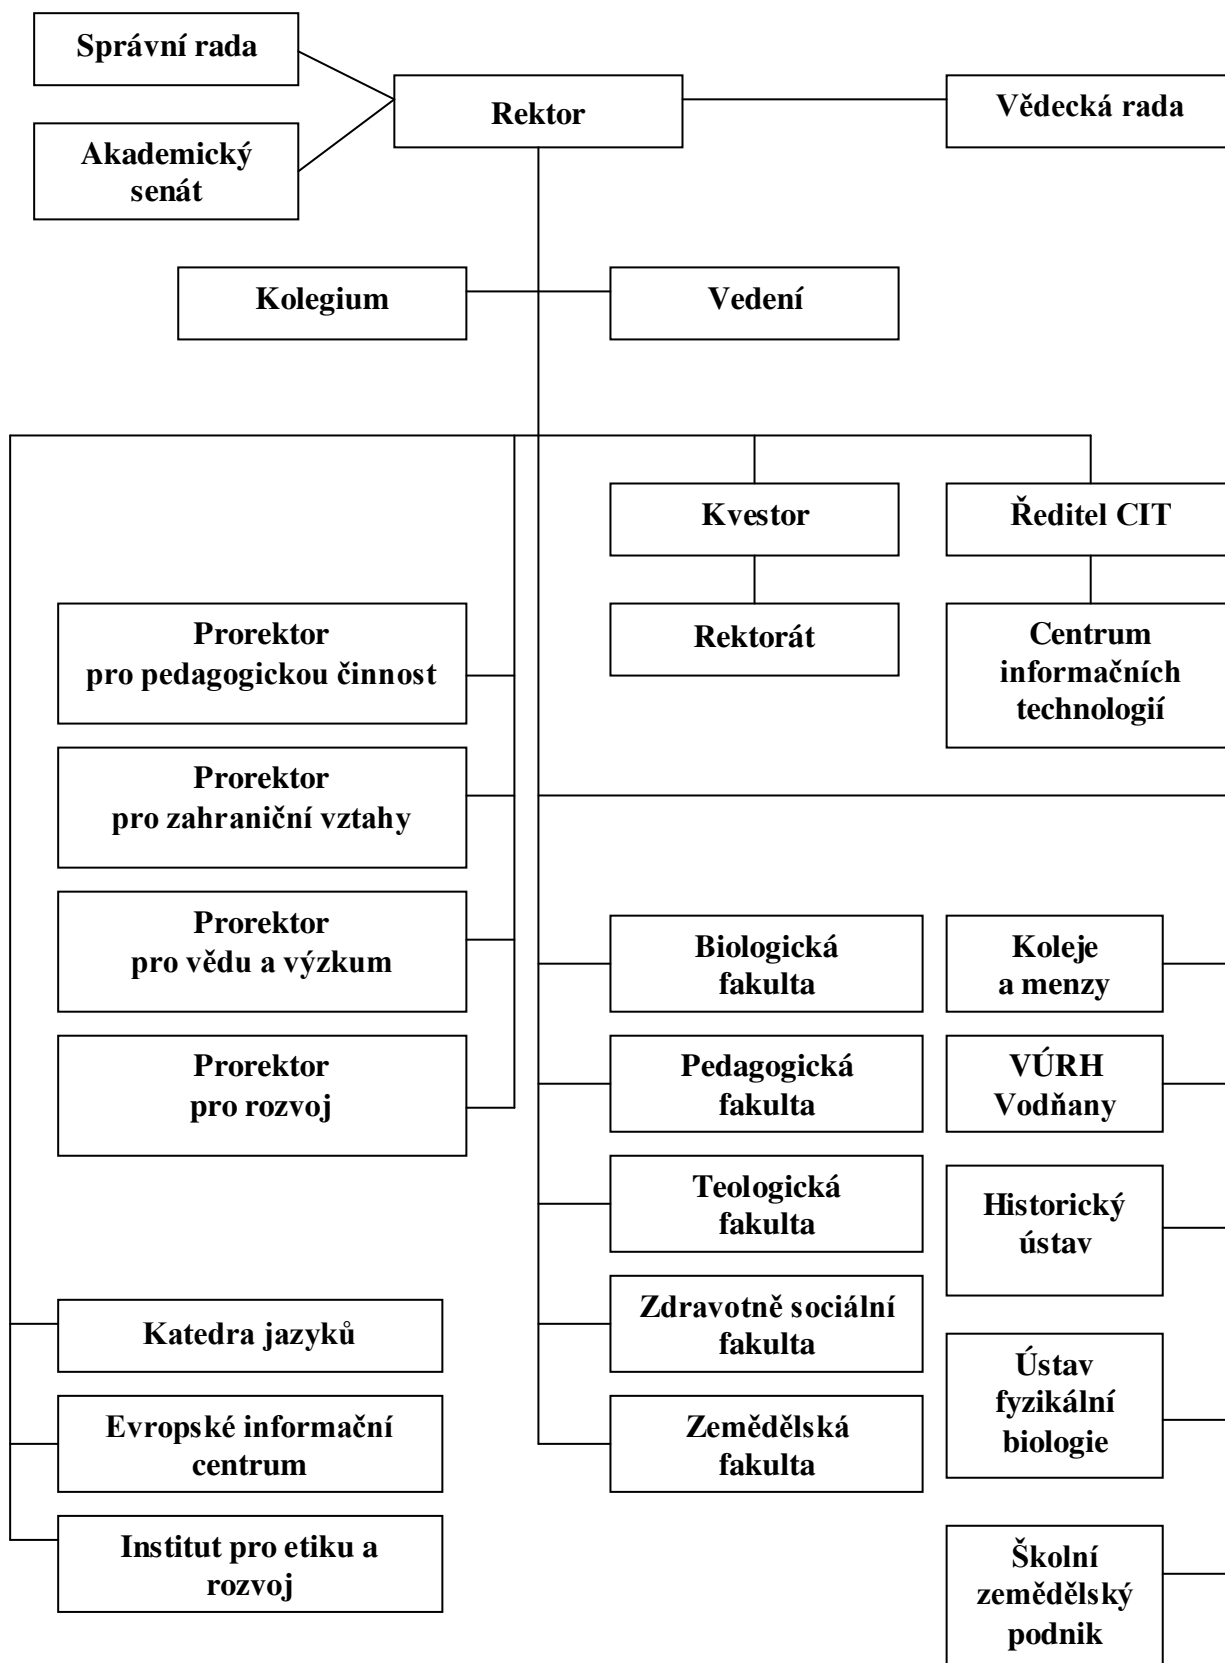 Správní rada
Rektor
Vědecká rada
Akademický
senát
Kolegium
Vedení
Kvestor
Ředitel CIT
Rektorát
Centrum
informačních
technologií
Prorektor
pro pedagogickou činnost
Prorektor
pro zahraniční vztahy
Prorektor
pro vědu a výzkum
Prorektor
pro rozvoj
Biologická
fakulta
Koleje
a menzy
Pedagogická
fakulta
VÚRH
Vodňany
Teologická
fakulta
Historický
ústav
Zdravotně sociální
fakulta
Ústav
fyzikální
biologie
Zemědělská
fakulta
Školní
zemědělský
podnik
Katedra jazyků
Evropské informační
centrum
Institut pro etiku a
rozvoj